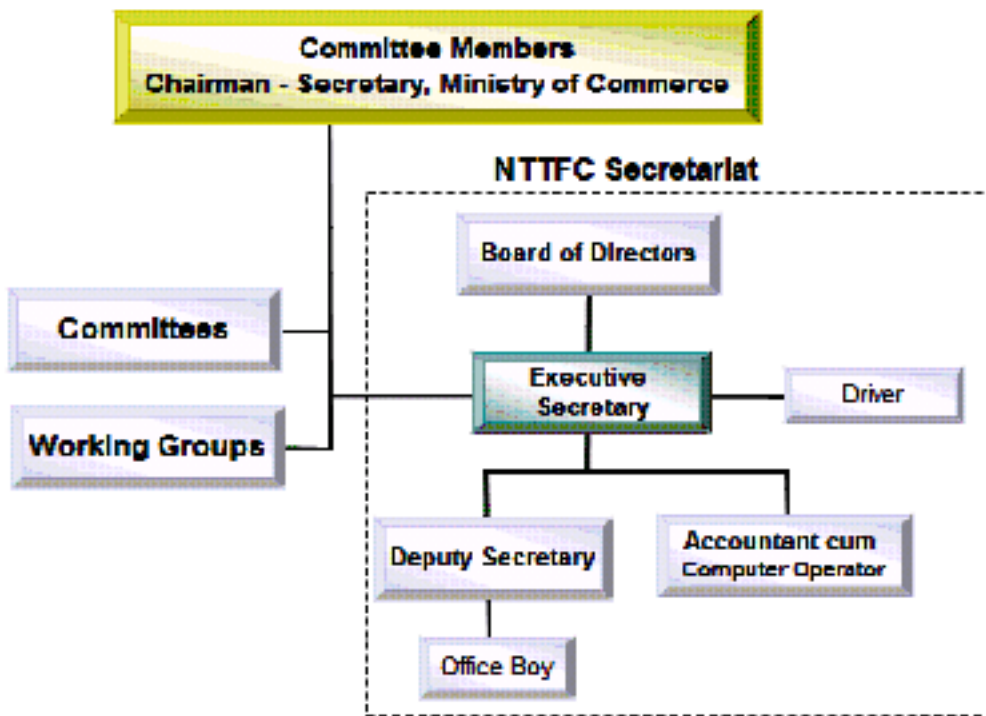 Committee Members
Chairman - Secretary, Ministry of Commerce
NTTFC Secretariat
Board of Directors
Committees
Executive
Secretary
Driver
Working Groups
Deputy Secretary
Accountant cum
Computer Operator
Office Boy